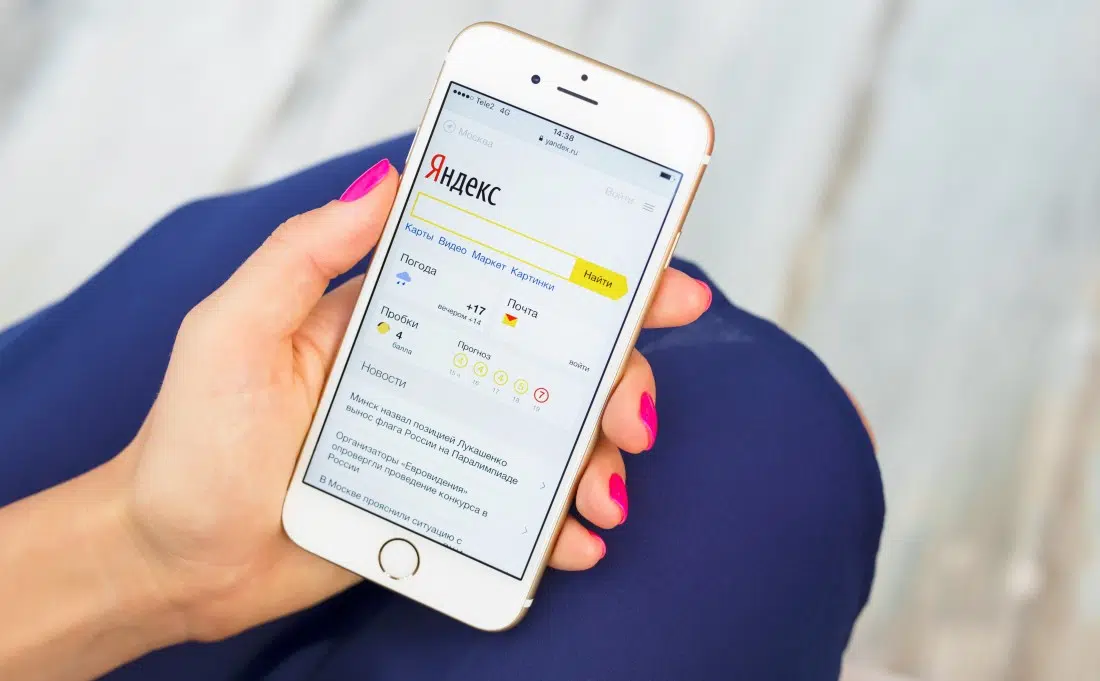 Tele2 4G
14:38
yandex.ru
Москва
Войти
Яндекс
Найти
Карты Видео Маркет Картинки
Погода
+17
вечером +14
Почта
войти
Пробки
4
балла
Прогноз
4 4 4 5 7
15 ч 16 17 18 19
Новости
Минск назвал позицией Лукашенко
вынос флага России на Паралимпиаде
Организаторы «Евровидения»
опровергли проведение конкурса в
России
В Москве прояснили ситуацию с